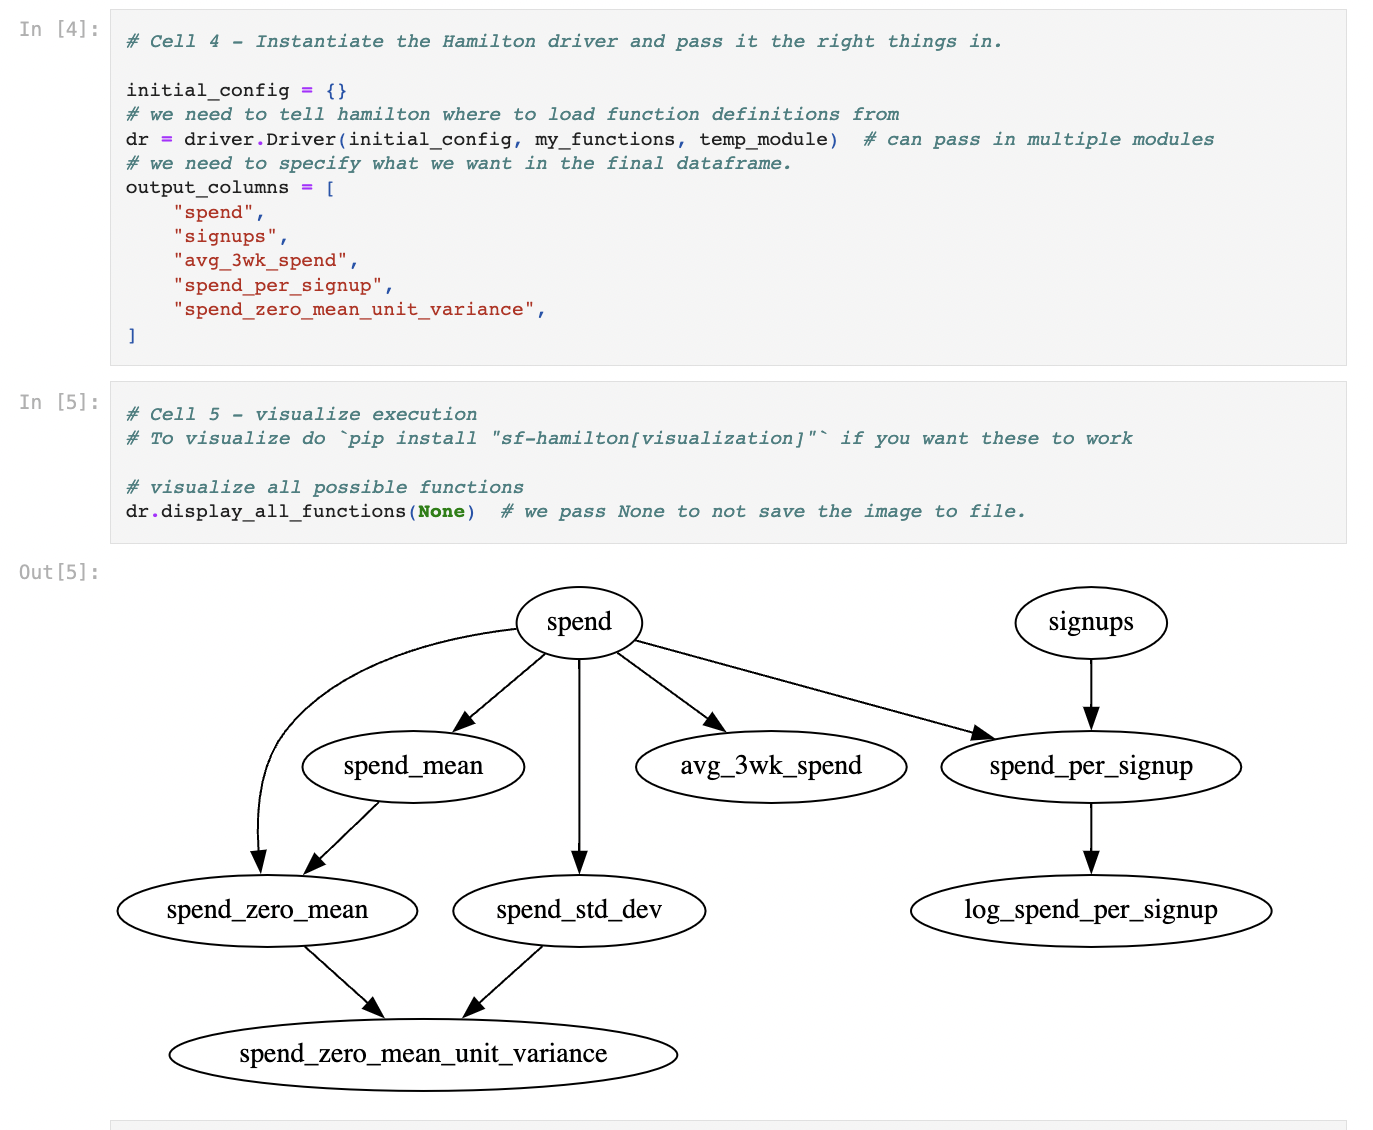 In [4]:
# Cell 4 - Instantiate the Hamilton driver and pass it the right things in.
initial_config = {}
# we need to tell hamilton where to load function definitions from
dr = driver.Driver(initial_config, my_functions, temp_module)  # can pass in multiple modules
# we need to specify what we want in the final dataframe.
output_columns = [
    "spend",
    "signups",
    "avg_3wk_spend",
    "spend_per_signup",
    "spend_zero_mean_unit_variance",
]
In [5]:
# Cell 5 - visualize execution
# To visualize do `pip install "sf-hamilton[visualization]"` if you want these to work
# visualize all possible functions
dr.display_all_functions(None)  # we pass None to not save the image to file.
Out[5]:
spend
signups
spend_mean
avg_3wk_spend
spend_per_signup
spend_zero_mean
spend_std_dev
log_spend_per_signup
spend_zero_mean_unit_variance